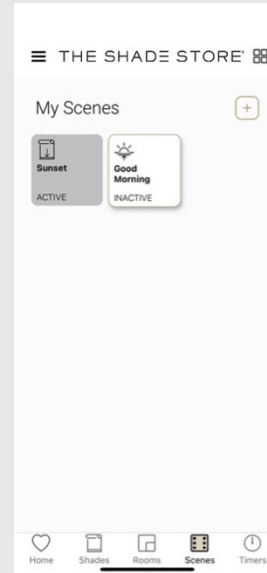 THE SHADE STORE®
My Scenes
Sunset
ACTIVE
Good
Morning
INACTIVE
Home
Shades
Rooms
Scenes
Timers